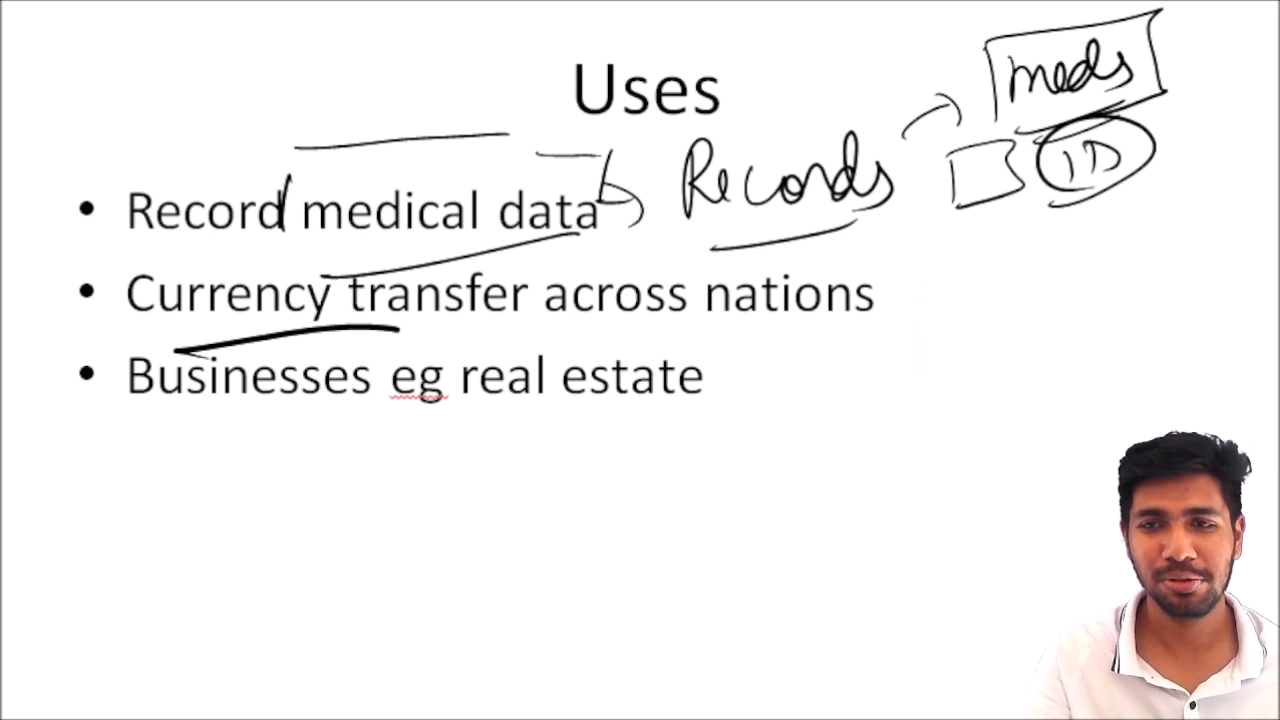 Uses
meds
Records
ID
• Record medical data
• Currency transfer across nations
• Businesses eg real estate